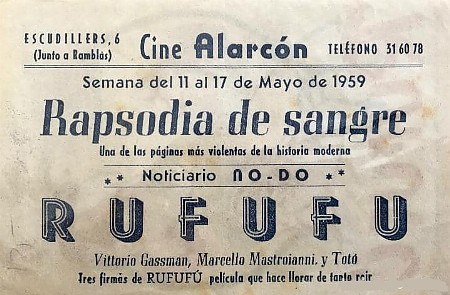 ESCUDILLERS, 6
(Junto a Ramblas)
Cine Alarcón
TELÉFONO 31 60 78
Semana del 11 al 17 de Mayo de 1959
Rapsodia de sangre
Una de las páginas más violentas de la historia moderna
** Noticiario NO-DO **
RUFUFU
Vittorio Gassman, Marcello Mastroianni. y Totó
Tres firmas de RUFUFÚ película que hace llorar de tanto reir